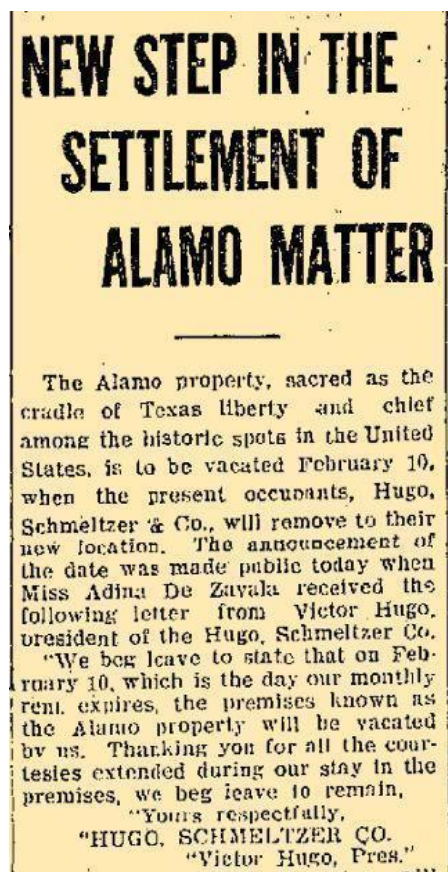 NEW STEP IN THE
SETTLEMENT OF
ALAMO MATTER
The Alamo property, sacred as the
cradle of Texas liberty and chief
among the historic spots in the United
States, is to be vacated February 10,
when the present occupants, Hugo,
Schmeltzer & Co., will remove to their
new location. The announcement of
the date was made public today when
Miss Adina De Zavala received the
following letter from Victor Hugo,
president of the Hugo, Schmeltzer Co.
"We beg leave to state that on Feb-
ruary 10, which is the day our monthly
rent expires, the premises known as
the Alamo property will be vacated
by us. Thanking you for all the cour-
tesies extended during our stay in the
premises, we beg leave to remain,
"Yours respectfully,
"HUGO, SCHMELTZER CO.
"Victor Hugo, Pres."